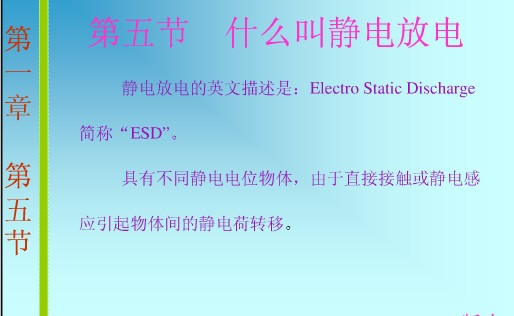 第一章 第五节
第五节 什么叫静电放电
静电放电的英文描述是：Electro Static Discharge
简称“ESD”。
具有不同静电电位物体，由于直接接触或静电感
应引起物体间的静电荷转移。